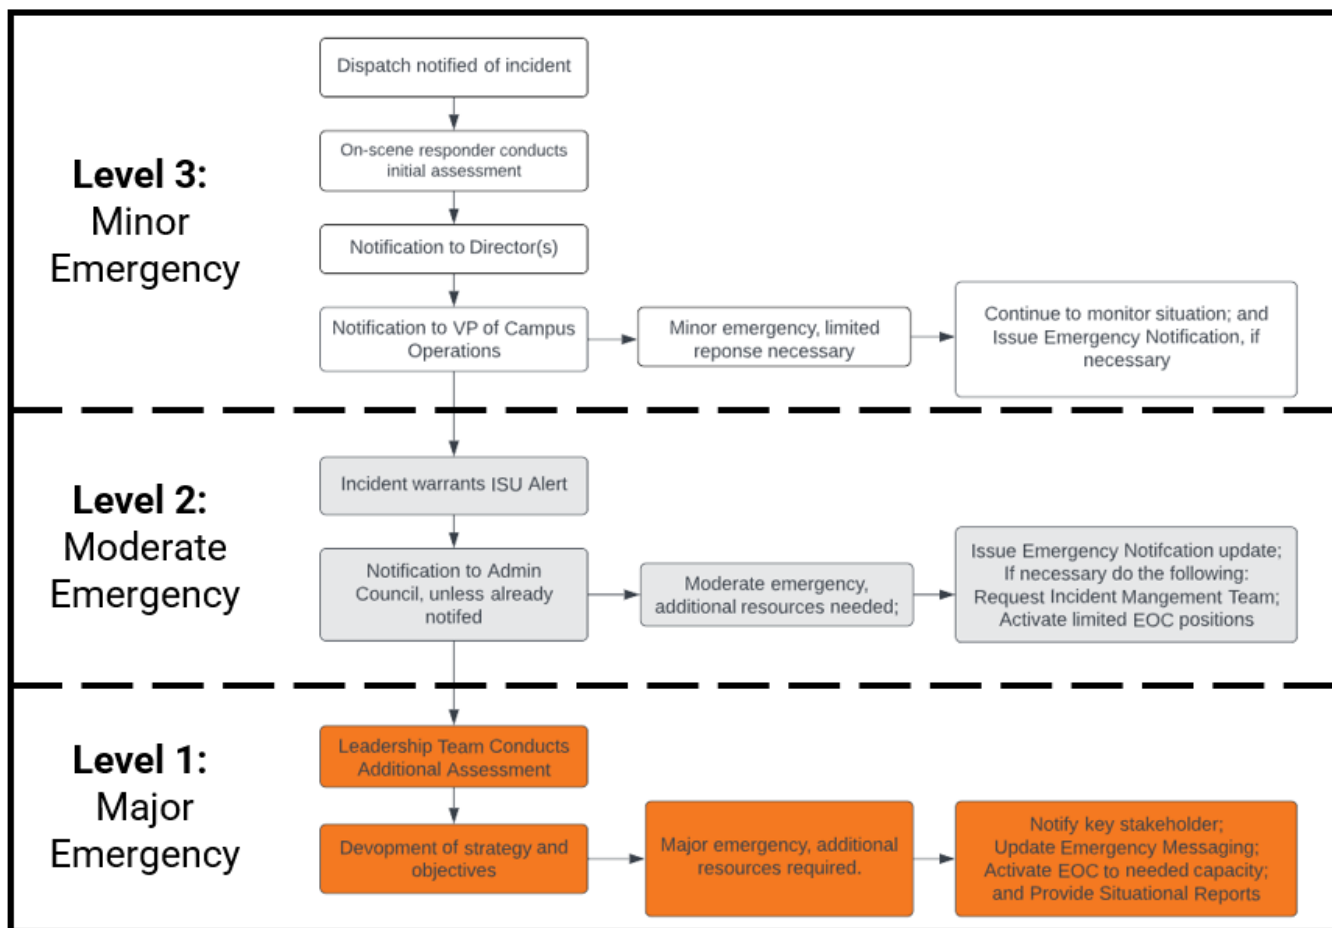 Level 3:
Minor
Emergency
Dispatch notified of incident
On-scene responder conducts
initial assessment
Notification to Director(s)
Notification to VP of Campus
Operations
Minor emergency, limited
reponse necessary
Continue to monitor situation; and
Issue Emergency Notification, if
necessary
Level 2:
Moderate
Emergency
Incident warrants ISU Alert
Notification to Admin
Council, unless already
notifed
Moderate emergency,
additional resources needed;
Issue Emergency Notifcation update;
If necessary do the following:
Request Incident Mangement Team;
Activate limited EOC positions
Level 1:
Major
Emergency
Leadership Team Conducts
Additional Assessment
Devopment of strategy and
objectives
Major emergency, additional
resources required.
Notify key stakeholder;
Update Emergency Messaging;
Activate EOC to needed capacity;
and Provide Situational Reports